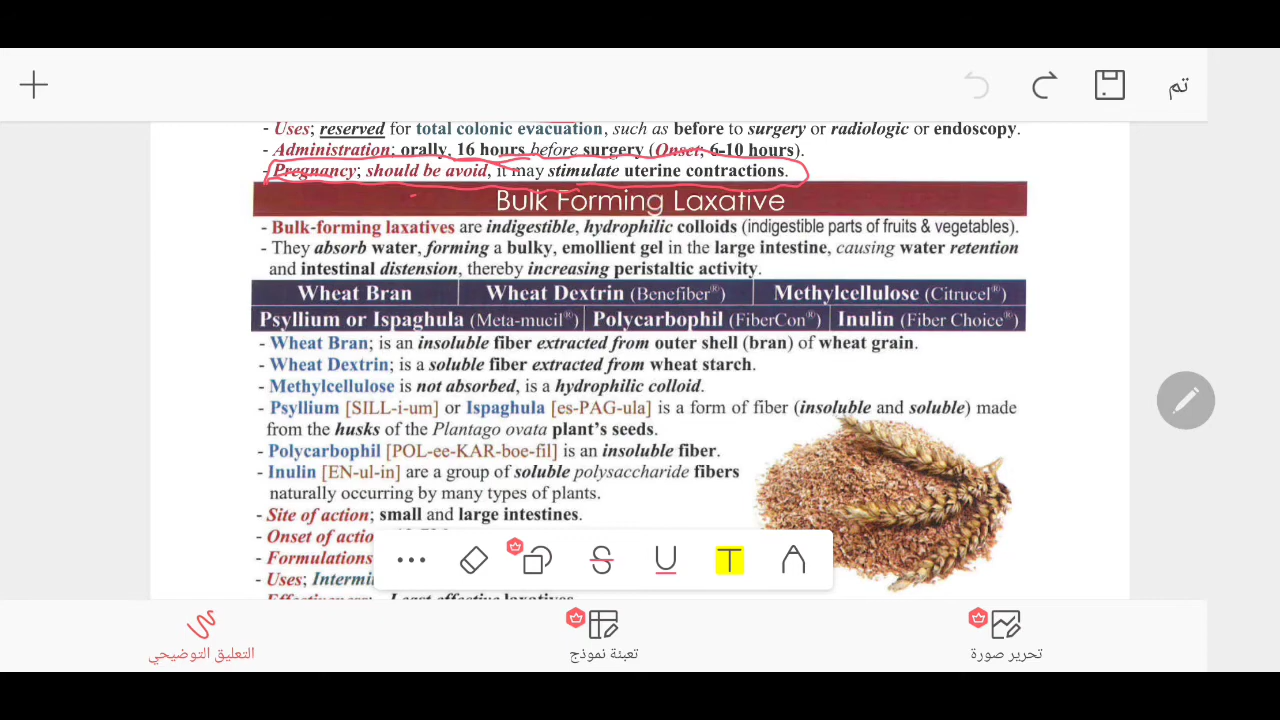 تم
- Uses; reserved for total colonic evacuation, such as before to surgery or radiologic or endoscopy.
- Administration; orally, 16 hours before surgery (Onset; 6-10 hours).
- Pregnancy; should be avoid, it may stimulate uterine contractions.
Bulk Forming Laxative
- Bulk-forming laxatives are indigestible, hydrophilic colloids (indigestible parts of fruits & vegetables).
- They absorb water, forming a bulky, emollient gel in the large intestine, causing water retention
and intestinal distension, thereby increasing peristaltic activity.
Wheat Bran Wheat Dextrin (Benefiber®) Methylcellulose (Citrucel®)
Psyllium or Ispaghula (Meta-mucil®) Polycarbophil (FiberCon®) Inulin (Fiber Choice®)
- Wheat Bran; is an insoluble fiber extracted from outer shell (bran) of wheat grain.
- Wheat Dextrin; is a soluble fiber extracted from wheat starch.
- Methylcellulose is not absorbed, is a hydrophilic colloid.
- Psyllium [SILL-i-um] or Ispaghula [es-PAG-ula] is a form of fiber (insoluble and soluble) made
from the husks of the Plantago ovata plant's seeds.
- Polycarbophil [POL-ee-KAR-boe-fil] is an insoluble fiber.
- Inulin [EN-ul-in] are a group of soluble polysaccharide fibers
naturally occurring by many types of plants.
- Site of action; small and large intestines.
- Onset of actio
- Formulations
- Uses; Intermi
- Effectiveness; Least effective laxatives
التعليق التوضيحي تعبئة نموذج تحرير صورة